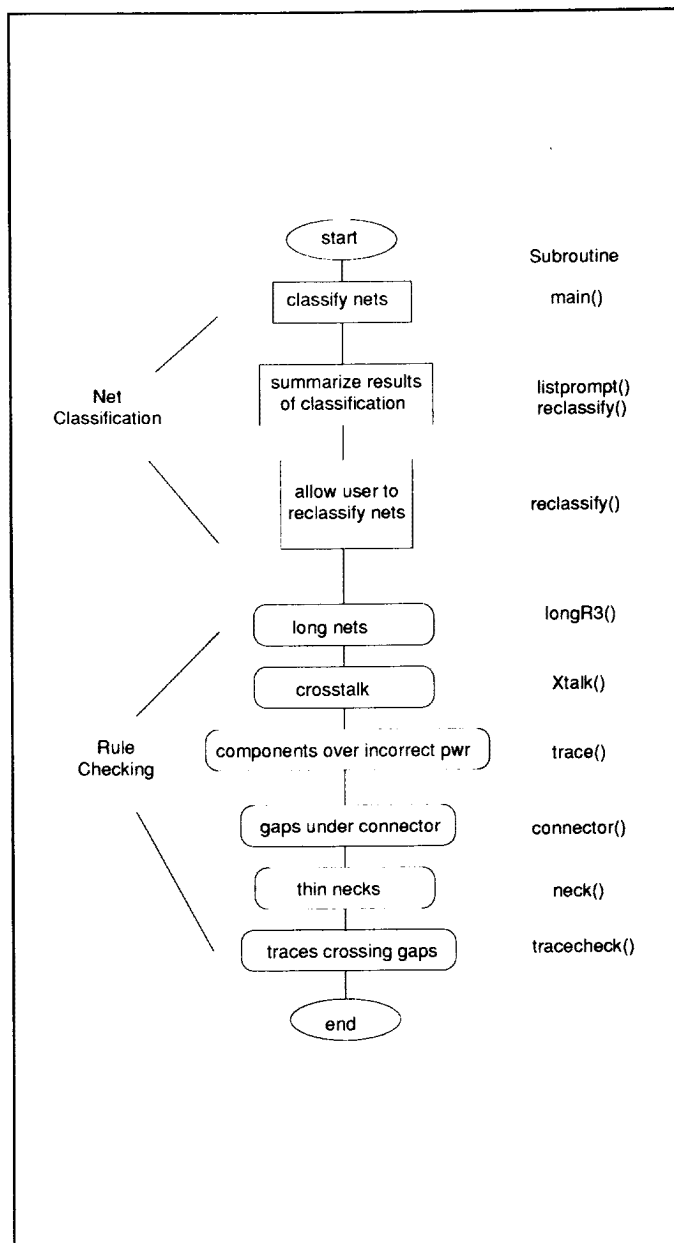 start
Subroutine
classify nets
main()
summarize results
of classification
listprompt()
reclassify()
Net
Classification
allow user to
reclassify nets
reclassify()
long nets
longR3()
crosstalk
Xtalk()
Rule
Checking
components over incorrect pwr
trace()
gaps under connector
connector()
thin necks
neck()
traces crossing gaps
tracecheck()
end